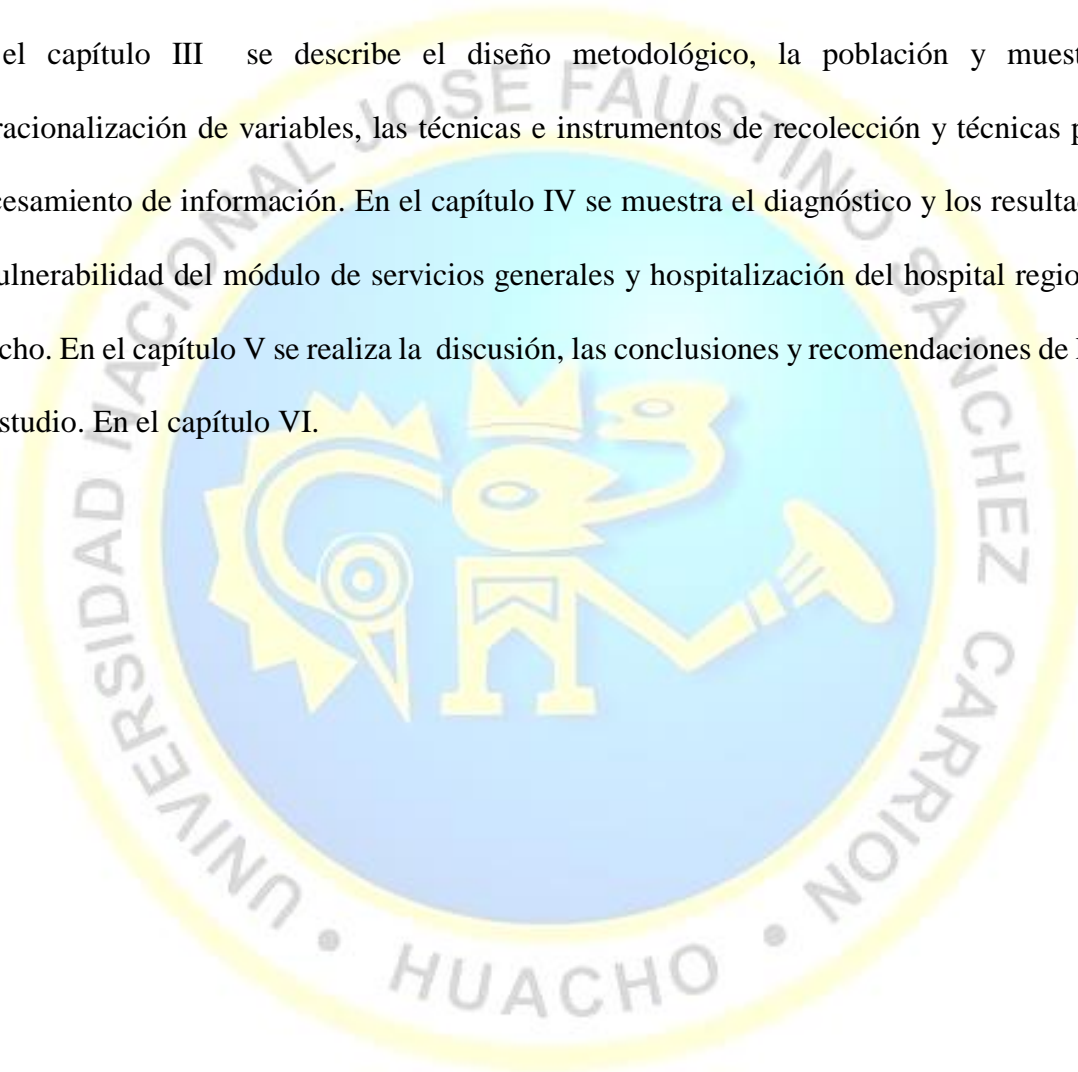 el capítulo III se describe el diseño metodológico, la población y muest
racionalización de variables, las técnicas e instrumentos de recolección y técnicas p
esamiento de información. En el capítulo IV se muestra el diagnóstico y los resulta
ulnerabilidad del módulo de servicios generales y hospitalización del hospital regio
cho. En el capítulo V se realiza la discusión, las conclusiones y recomendaciones de
studio. En el capítulo VI.
UNIVERSIDAD NACIONAL JOSE FAUSTINO SANCHEZ CARRION
• HUACHO •